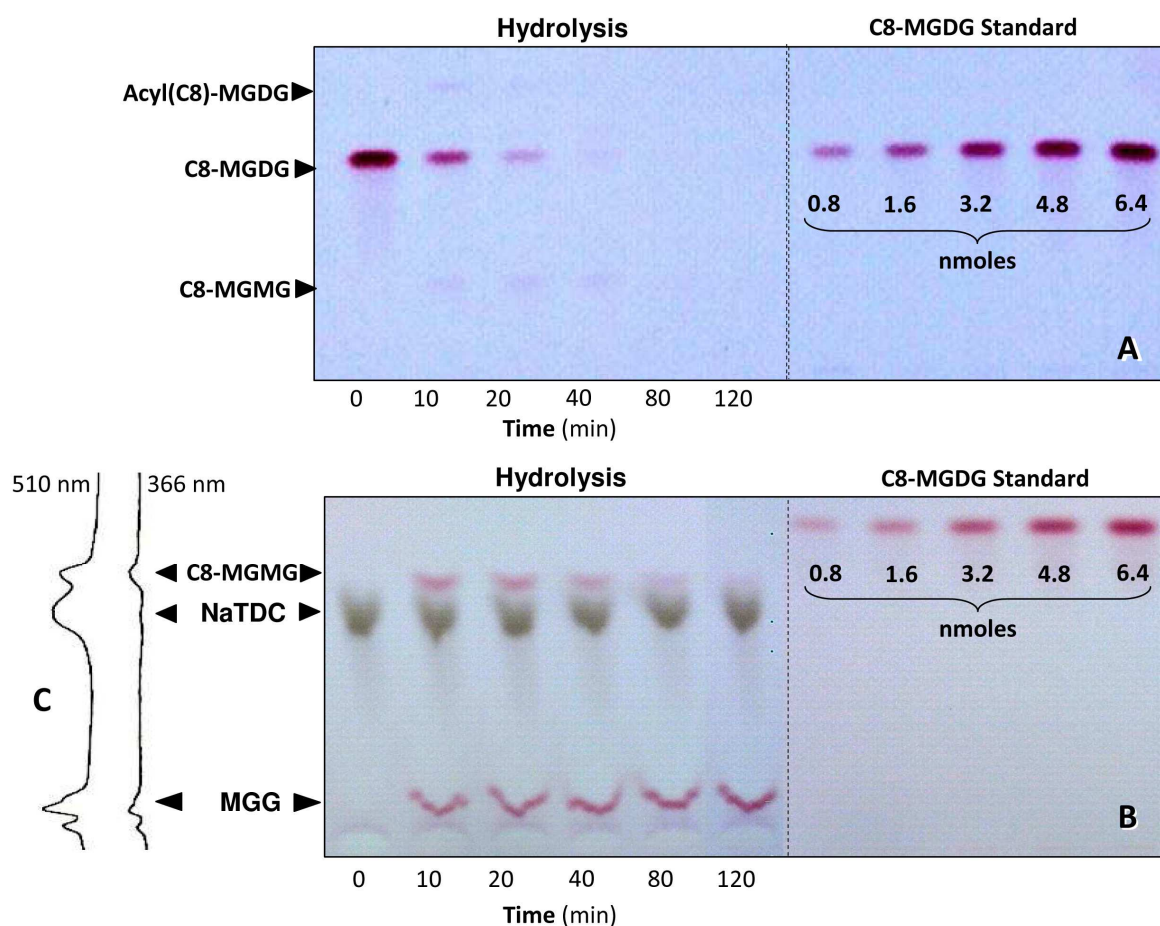 Hydrolysis
C8-MGDG Standard
Acyl(C8)-MGDG
C8-MGDG
C8-MGMG
0.8 1.6 3.2 4.8 6.4
nmoles
A
0 10 20 40 80 120
Time (min)
Hydrolysis
C8-MGDG Standard
510 nm 366 nm
C8-MGMG
NaTDC
MGG
C
0.8 1.6 3.2 4.8 6.4
nmoles
B
0 10 20 40 80 120
Time (min)